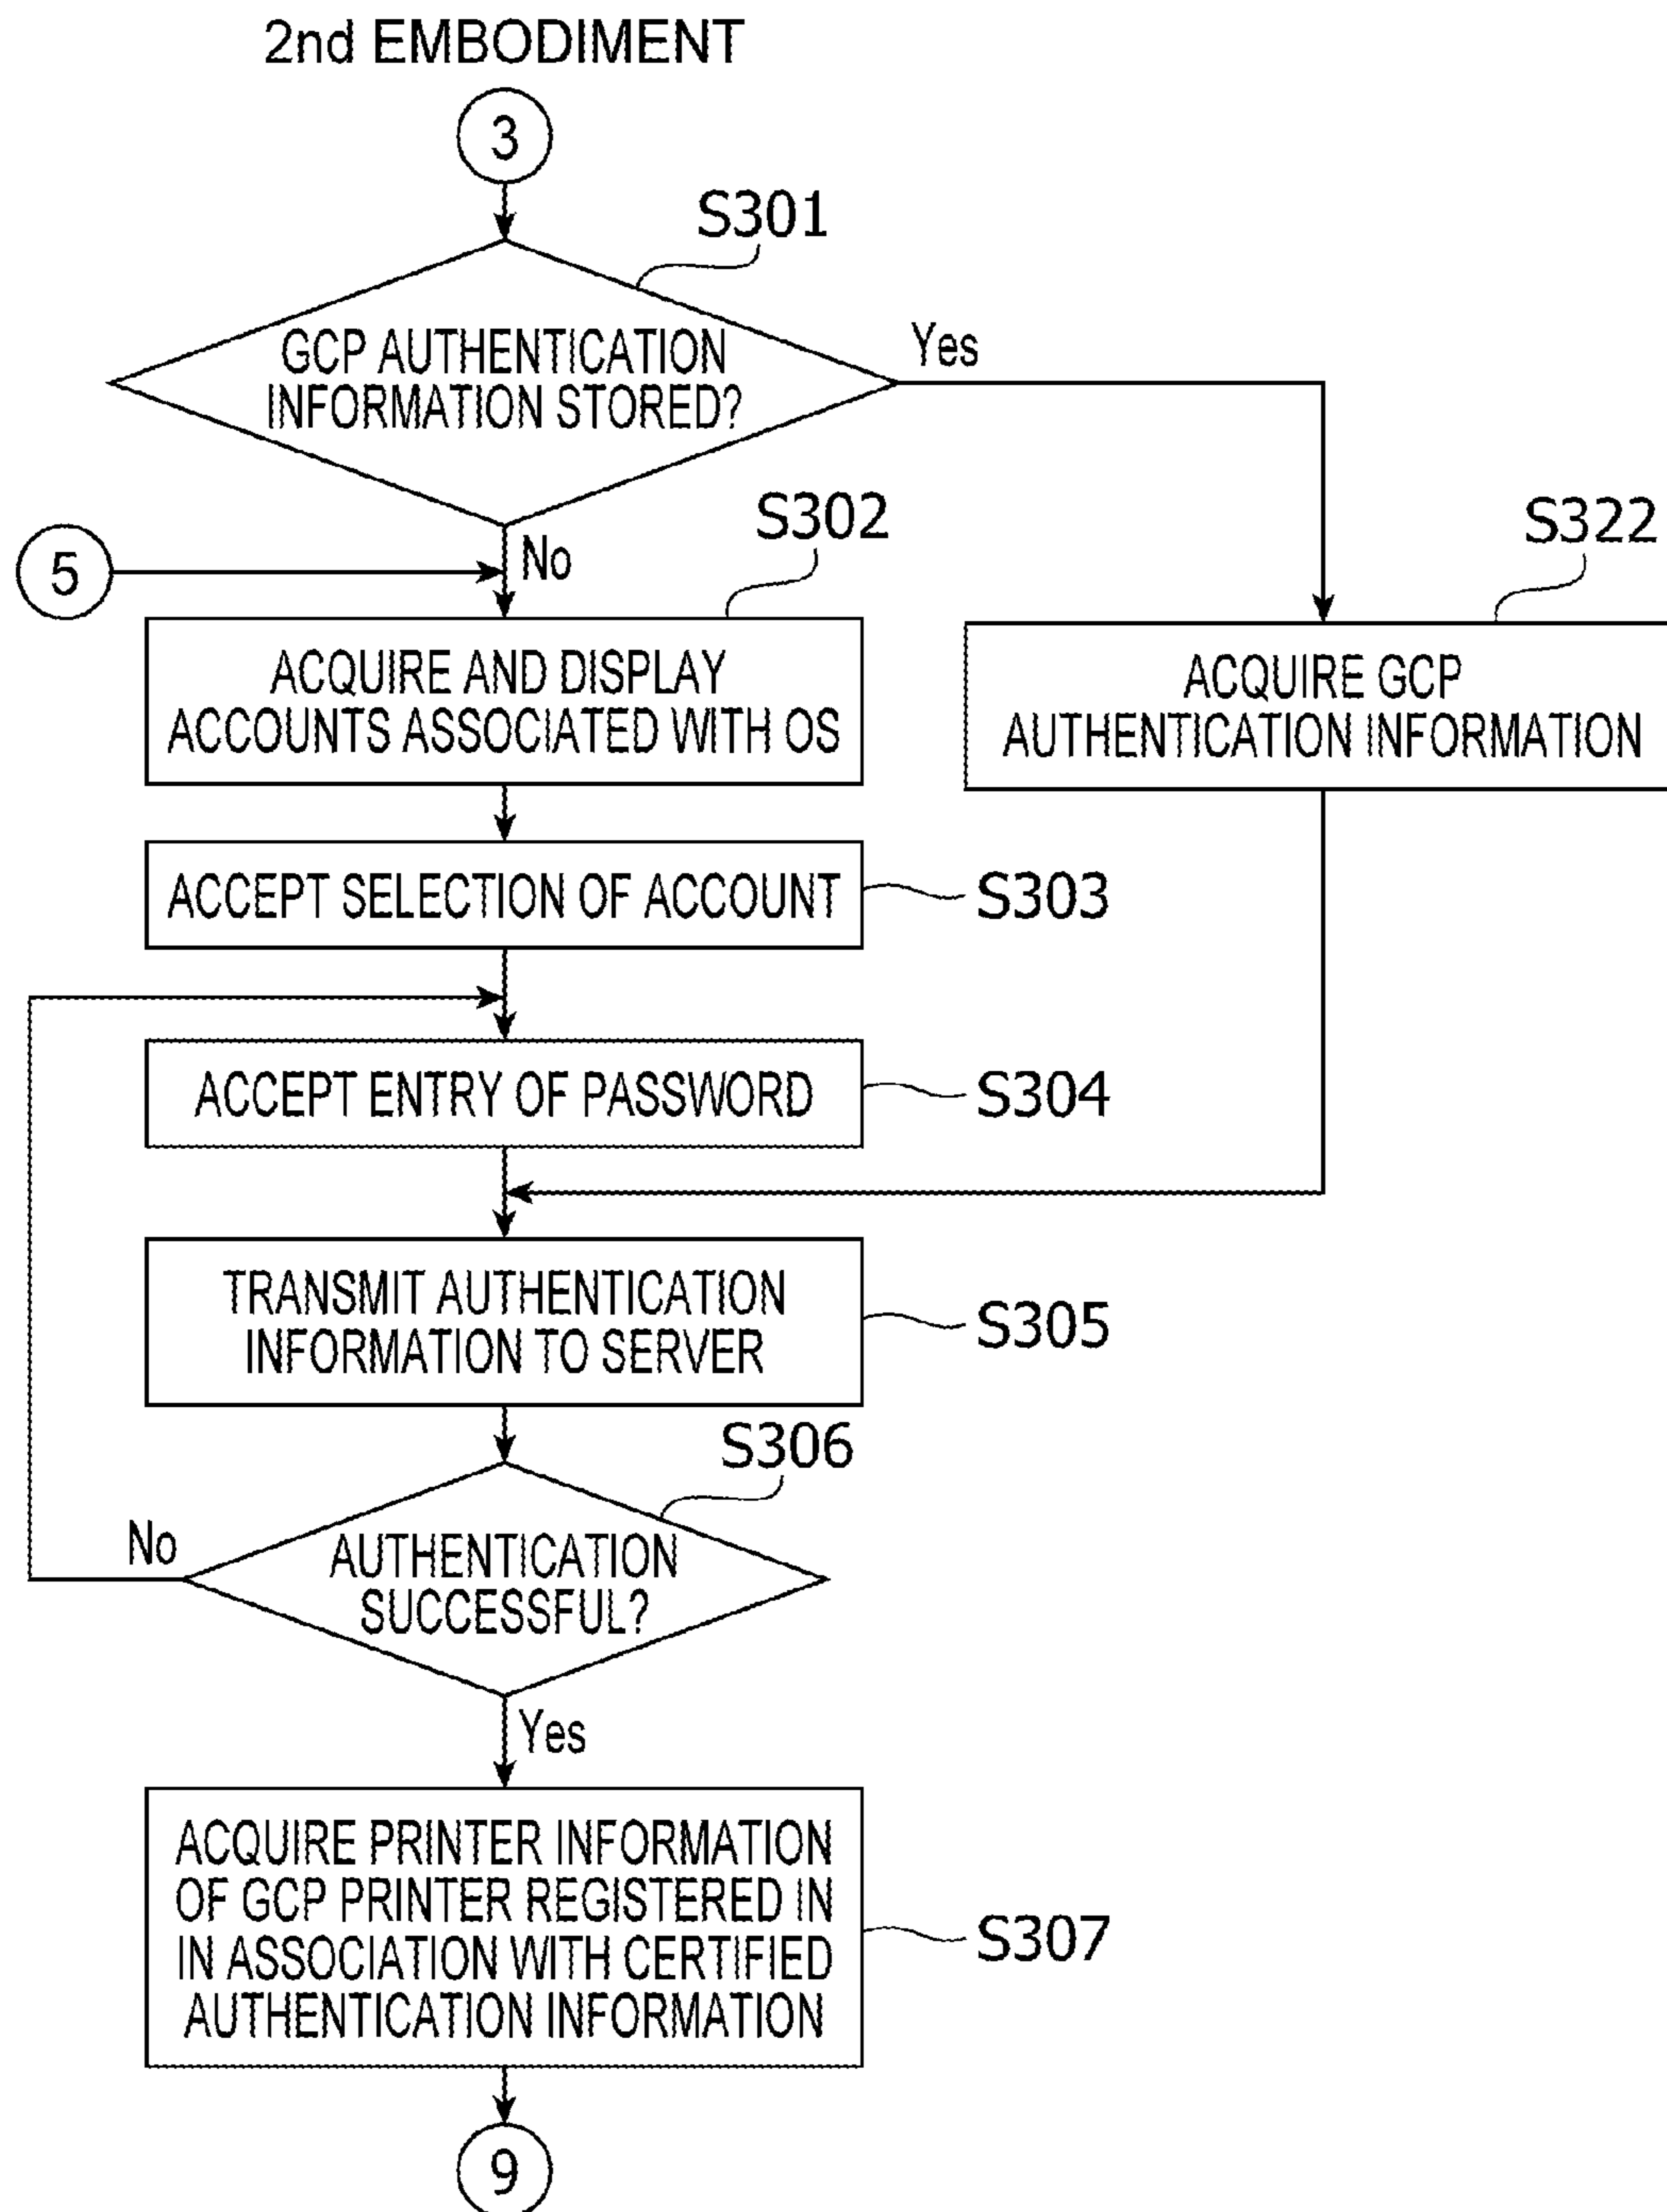 2nd EMBODIMENT
3
S301
GCP AUTHENTICATION
INFORMATION STORED?
Yes
No
5
S302
S322
ACQUIRE AND DISPLAY
ACCOUNTS ASSOCIATED WITH OS
ACQUIRE GCP
AUTHENTICATION INFORMATION
ACCEPT SELECTION OF ACCOUNT
S303
ACCEPT ENTRY OF PASSWORD
S304
TRANSMIT AUTHENTICATION
INFORMATION TO SERVER
S305
S306
No
AUTHENTICATION
SUCCESSFUL?
Yes
ACQUIRE PRINTER INFORMATION
OF GCP PRINTER REGISTERED IN
IN ASSOCIATION WITH CERTIFIED
AUTHENTICATION INFORMATION
S307
9